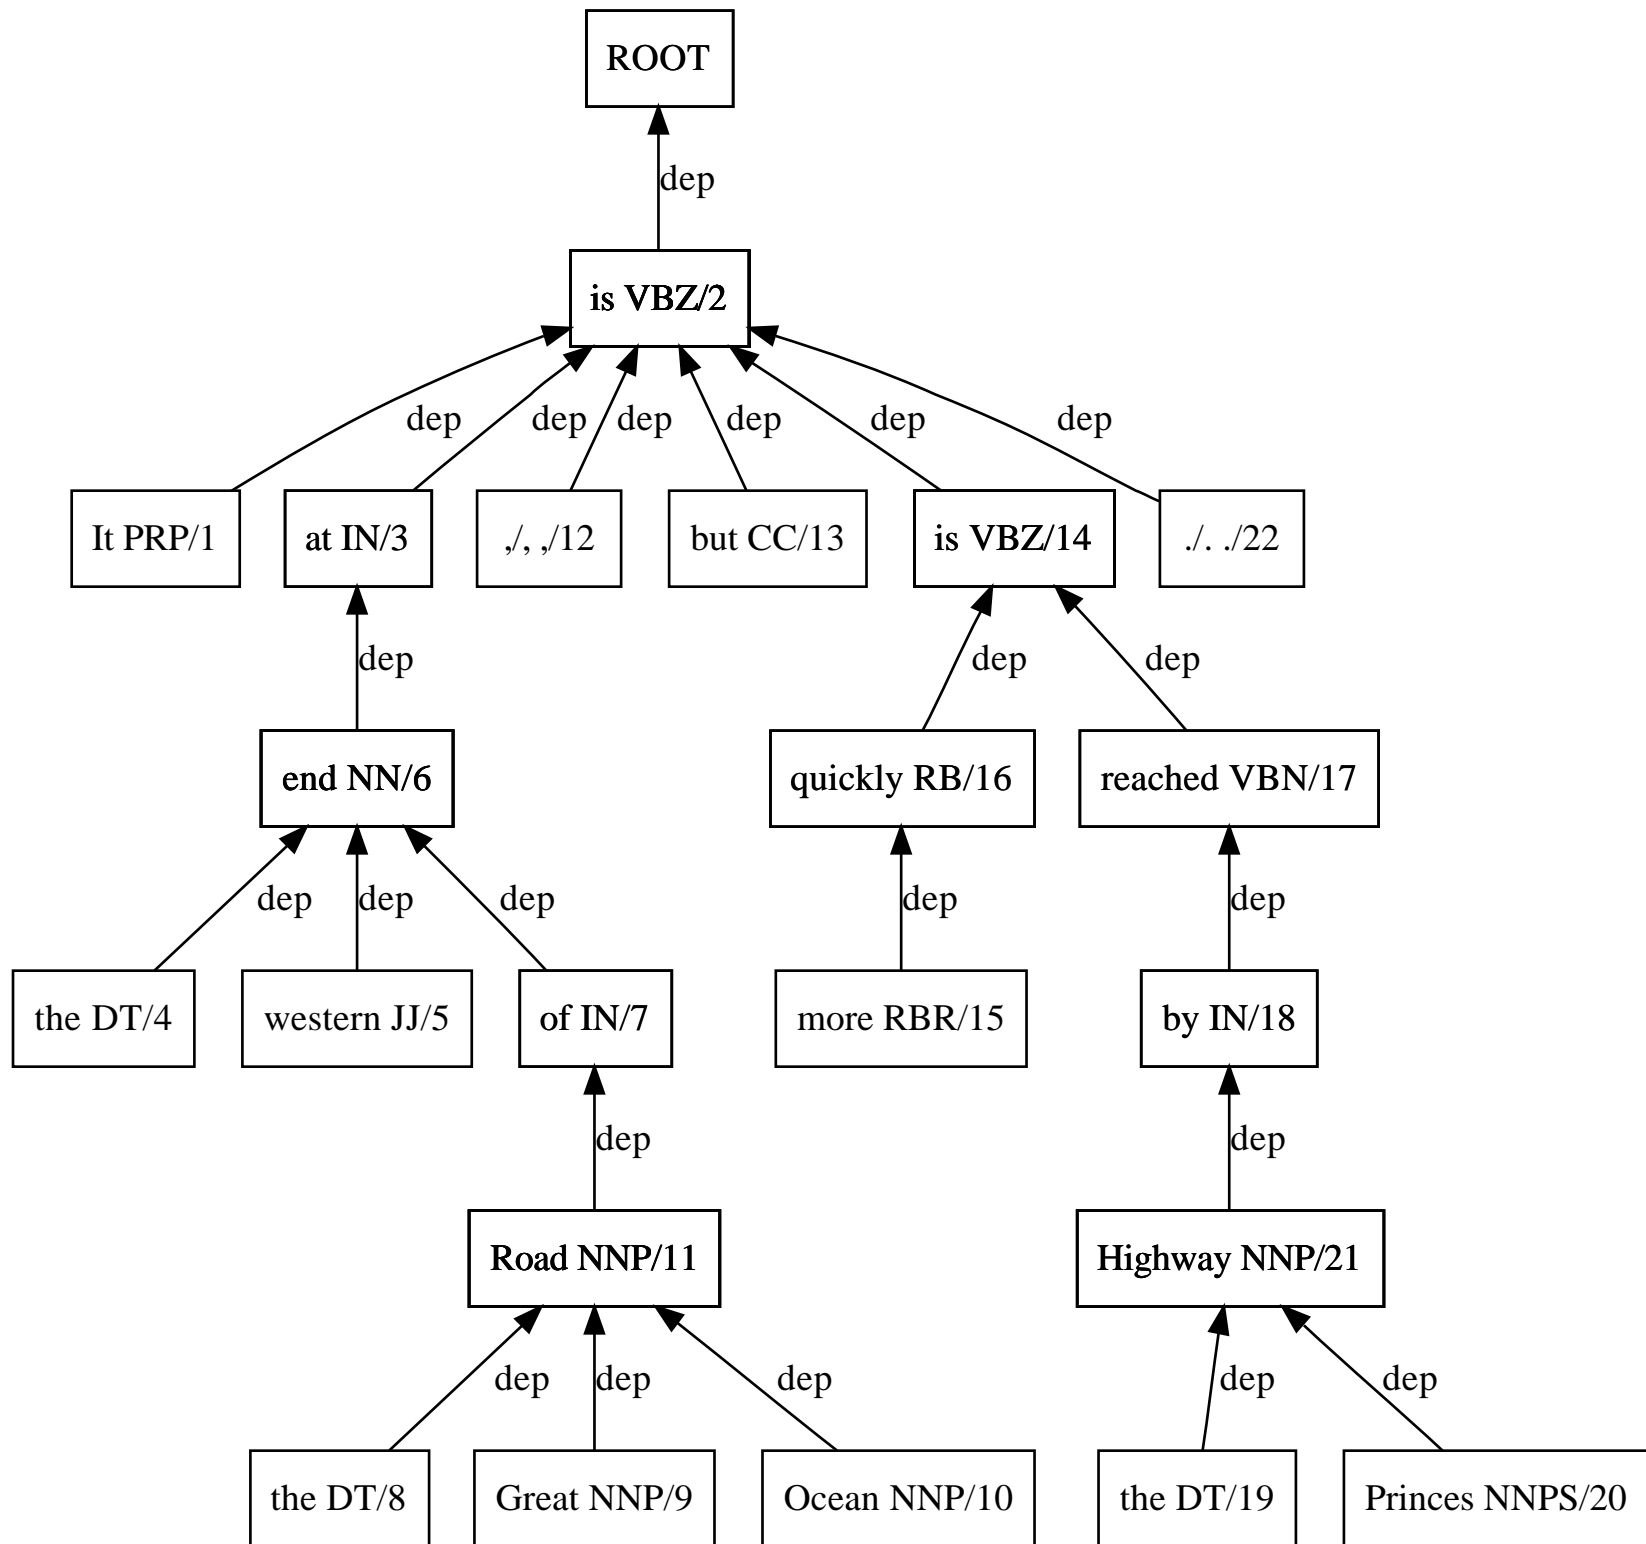 ROOT
dep
is VBZ/2
dep dep dep dep dep dep
It PRP/1 at IN/3 ,/, ,/12 but CC/13 is VBZ/14 ./. ./22
dep dep dep
end NN/6 quickly RB/16 reached VBN/17
dep dep dep dep dep
the DT/4 western JJ/5 of IN/7 more RBR/15 by IN/18
dep dep
Road NNP/11 Highway NNP/21
dep dep dep dep dep
the DT/8 Great NNP/9 Ocean NNP/10 the DT/19 Princes NNPS/20